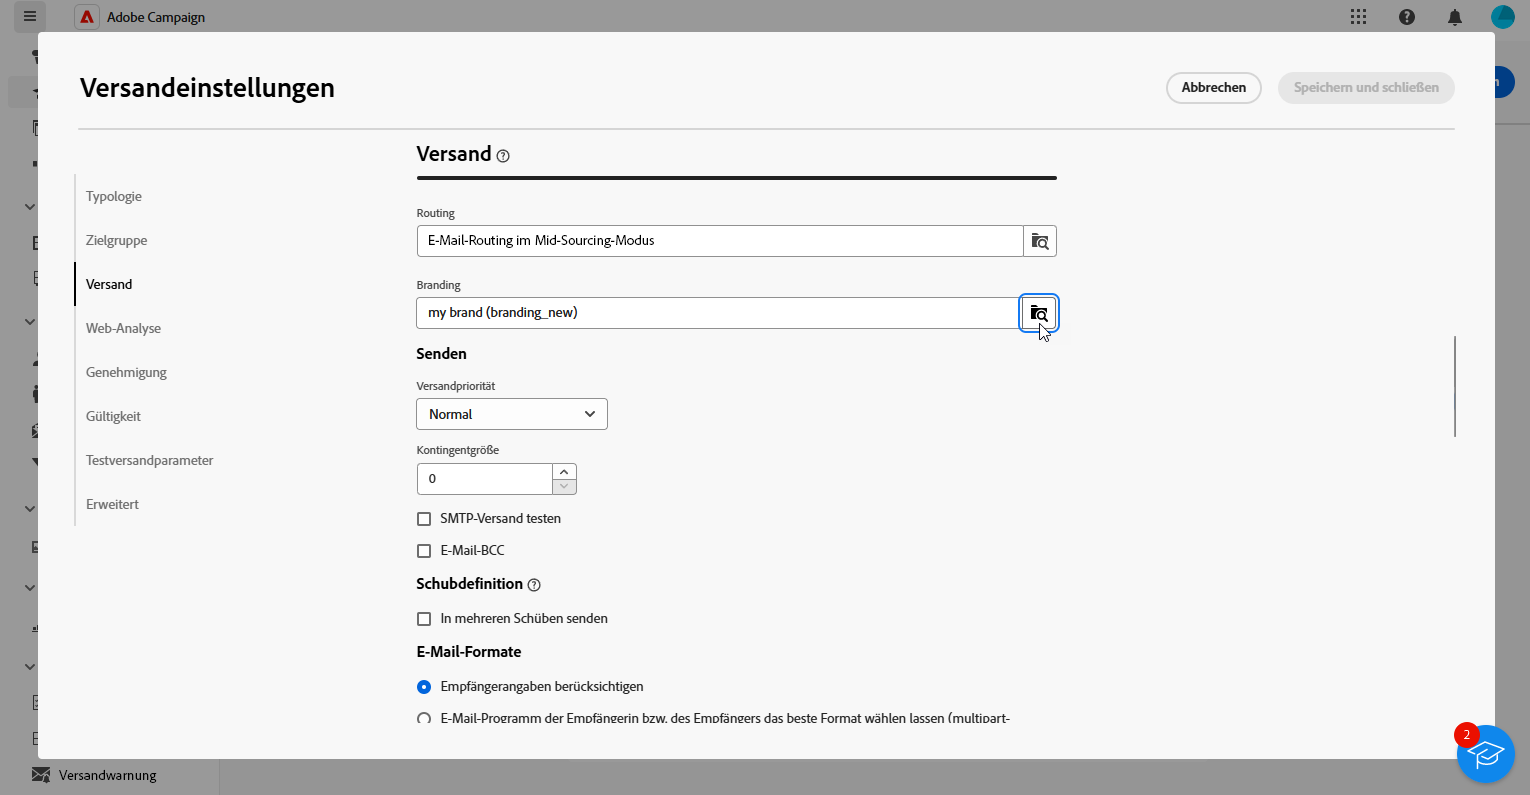 Adobe Campaign
Versandeinstellungen
Abbrechen
Speichern und schließen
Typologie
Zielgruppe
Versand
Web-Analyse
Genehmigung
Gültigkeit
Testversandparameter
Erweitert
Versand
Routing
E-Mail-Routing im Mid-Sourcing-Modus
Branding
my brand (branding_new)
Senden
Versandpriorität
Normal
Kontingentgröße
0
SMTP-Versand testen
E-Mail-BCC
Schubdefinition
In mehreren Schüben senden
E-Mail-Formate
Empfängerangaben berücksichtigen
E-Mail-Programm der Empfängerin bzw. des Empfängers das beste Format wählen lassen (multipart-
2
Versandwarnung